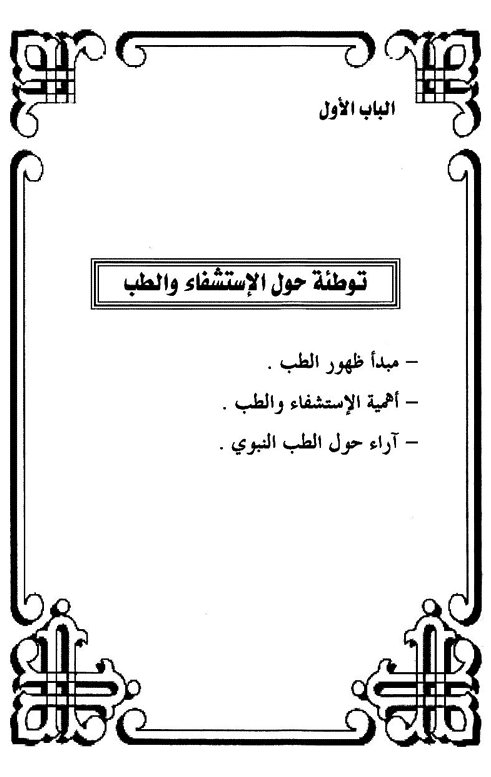 الباب الأول
توطئة حول الإستشفاء والطب
– مبدأ ظهور الطب .
– أهمية الإستشفاء والطب .
– آراء حول الطب النبوي .